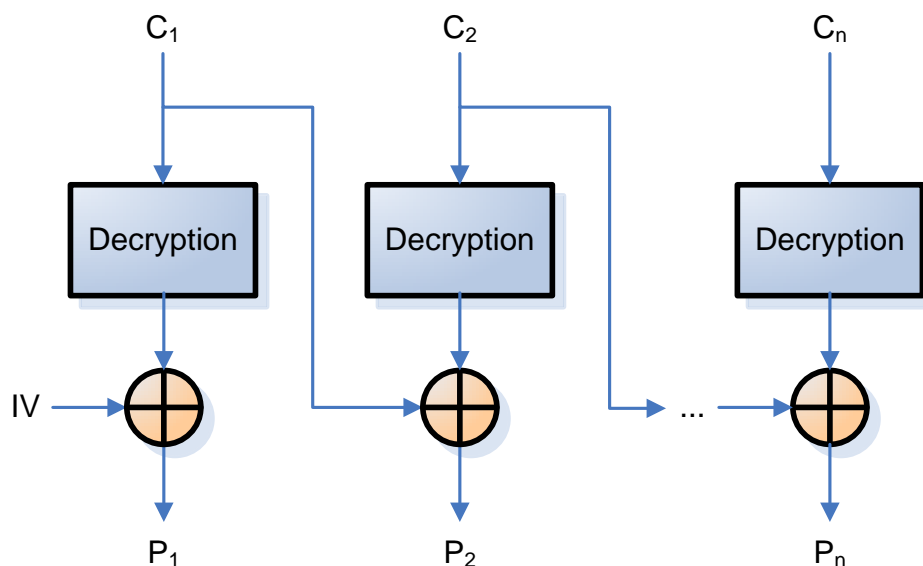 C₁ C₂ Cₙ
Decryption Decryption Decryption
IV ...
P₁ P₂ Pₙ